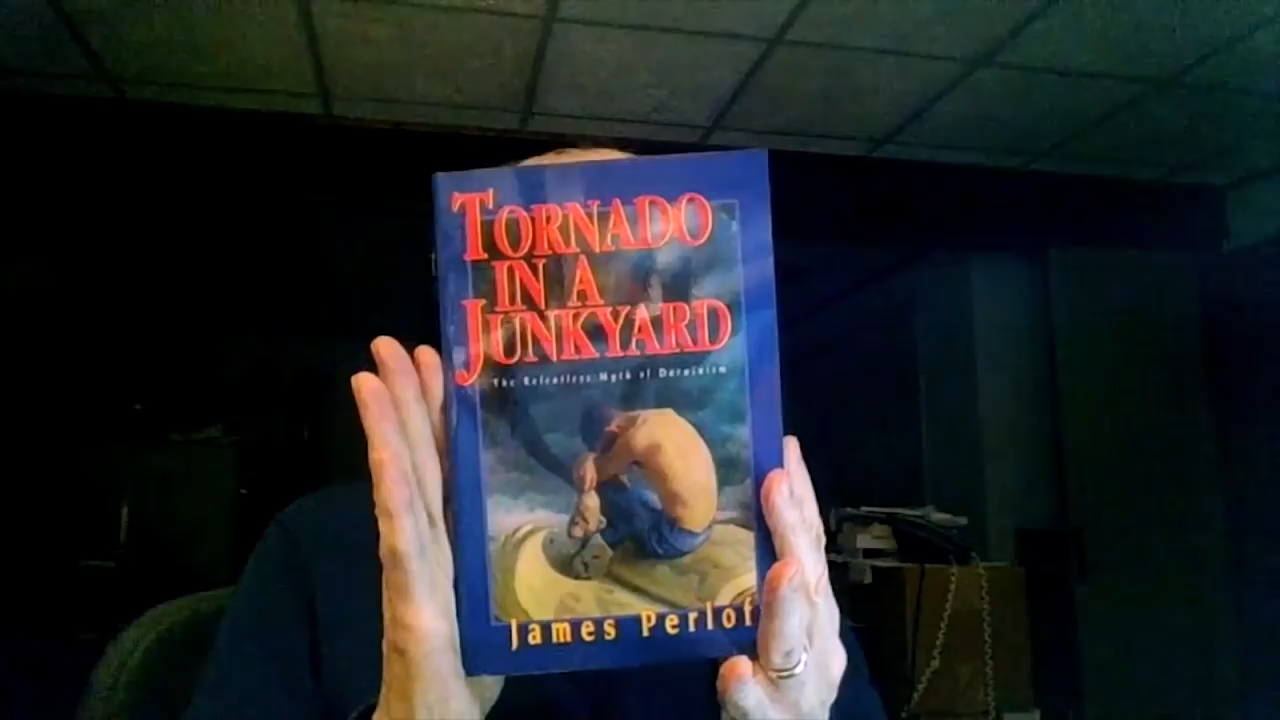 TORNADO
IN A
JUNKYARD
The Relentless Myth of Darwinism
James Perlof